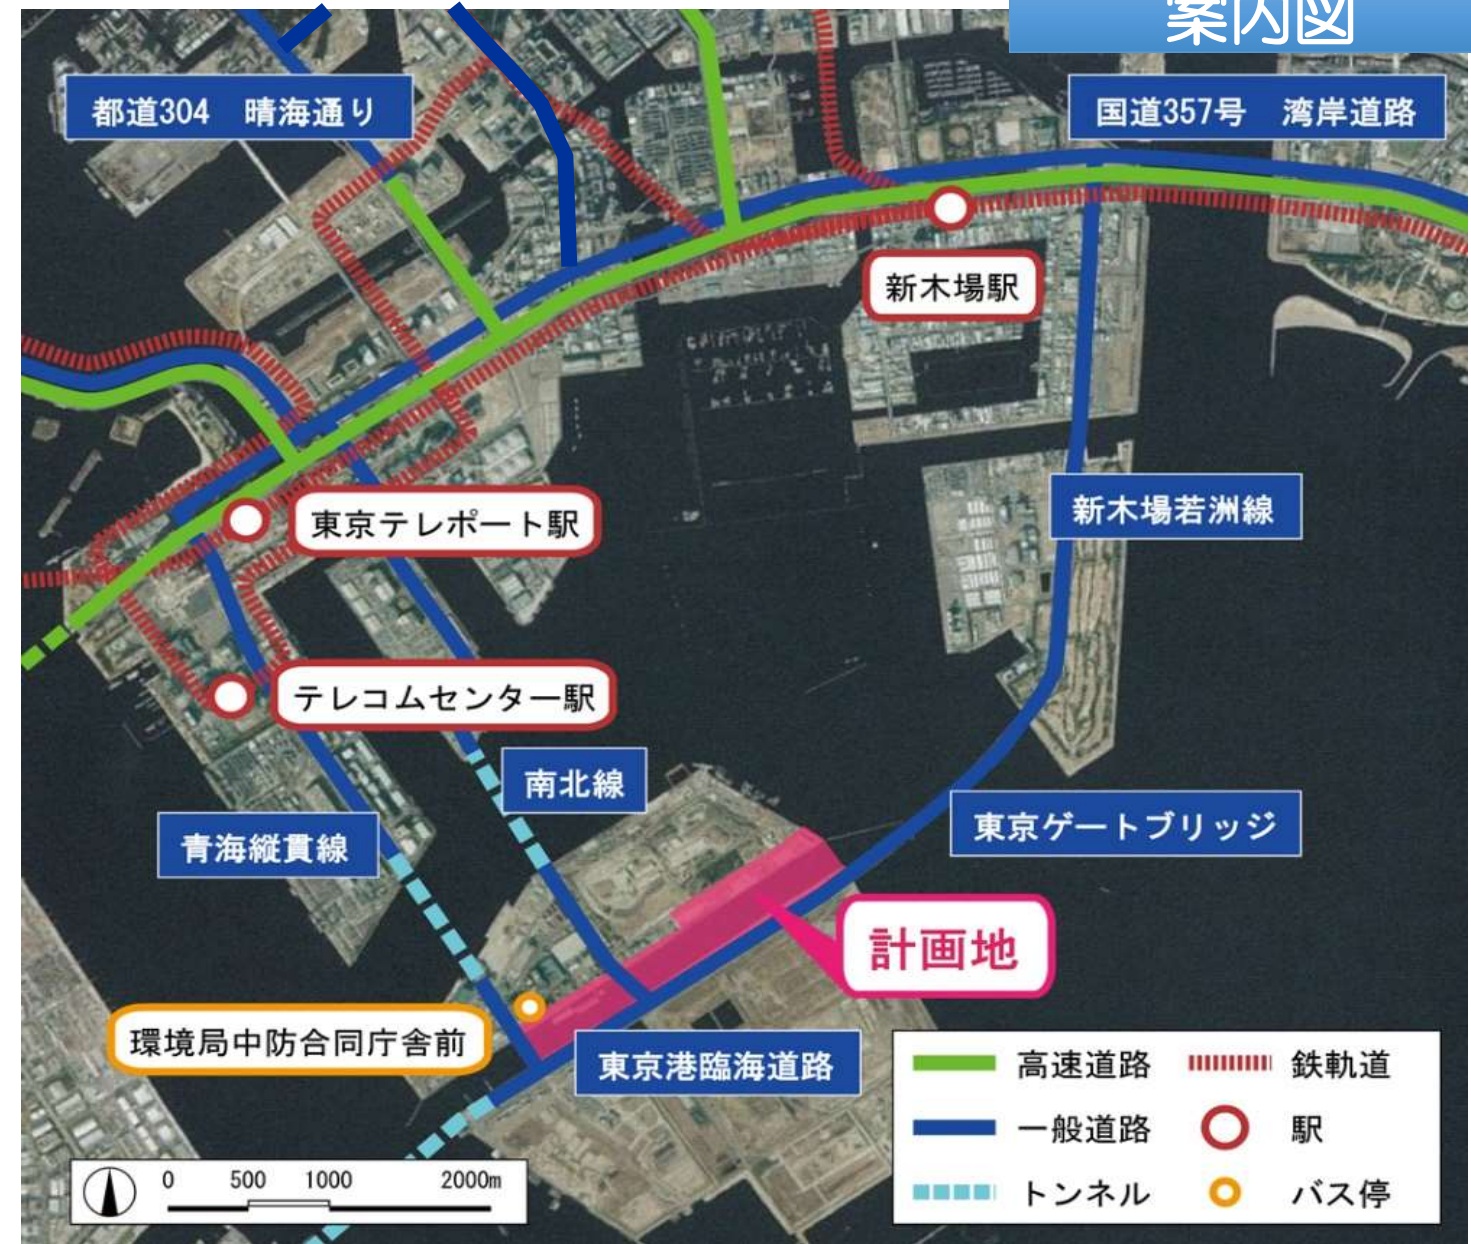 案内図
都道304　晴海通り
国道357号　湾岸道路
新木場駅
東京テレポート駅
新木場若洲線
テレコムセンター駅
南北線
青海縦貫線
東京ゲートブリッジ
計画地
環境局中防合同庁舎前
東京港臨海道路
高速道路
鉄軌道
一般道路
駅
トンネル
バス停
0 500 1000 2000m